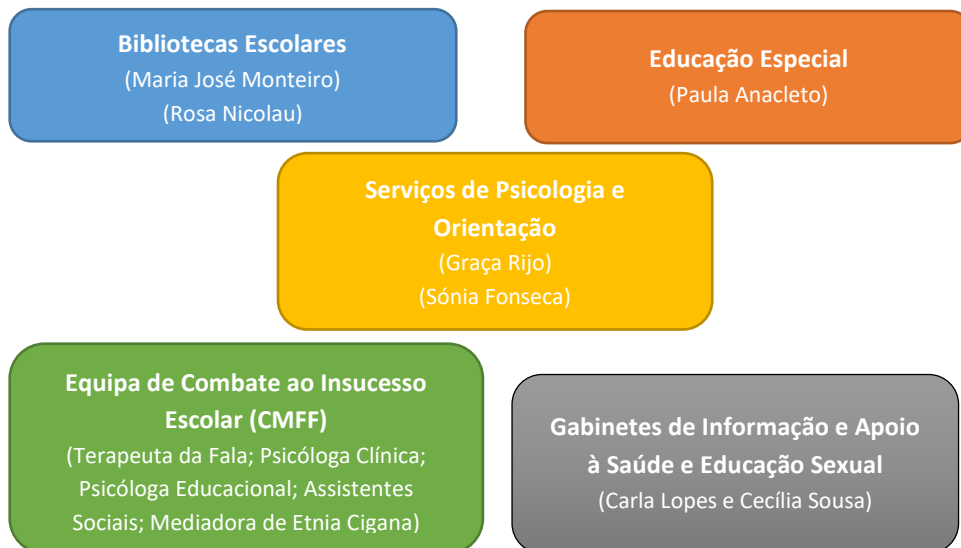 Bibliotecas Escolares
(Maria José Monteiro)
(Rosa Nicolau)
Educação Especial
(Paula Anacleto)
Serviços de Psicologia e
Orientação
(Graça Rijo)
(Sónia Fonseca)
Equipa de Combate ao Insucesso
Escolar (CMFF)
(Terapeuta da Fala; Psicóloga Clínica;
Psicóloga Educacional; Assistentes
Sociais; Mediadora de Etnia Cigana)
Gabinetes de Informação e Apoio
à Saúde e Educação Sexual
(Carla Lopes e Cecília Sousa)